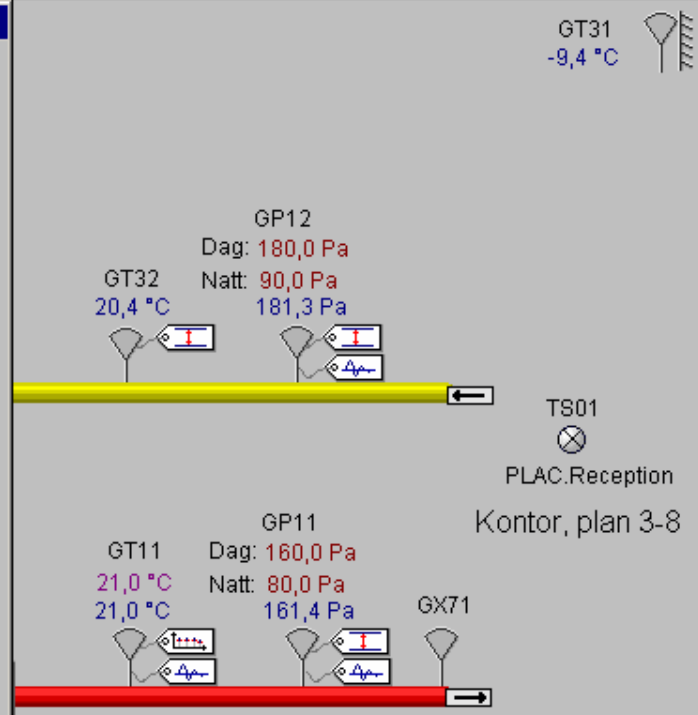 GT31
-9,4 °C
GP12
Dag: 180,0 Pa
GT32
Natt: 90,0 Pa
20,4 °C
181,3 Pa
TS01
PLAC.Reception
Kontor, plan 3-8
GP11
GT11
Dag: 160,0 Pa
21,0 °C
Natt: 80,0 Pa
21,0 °C
161,4 Pa
GX71